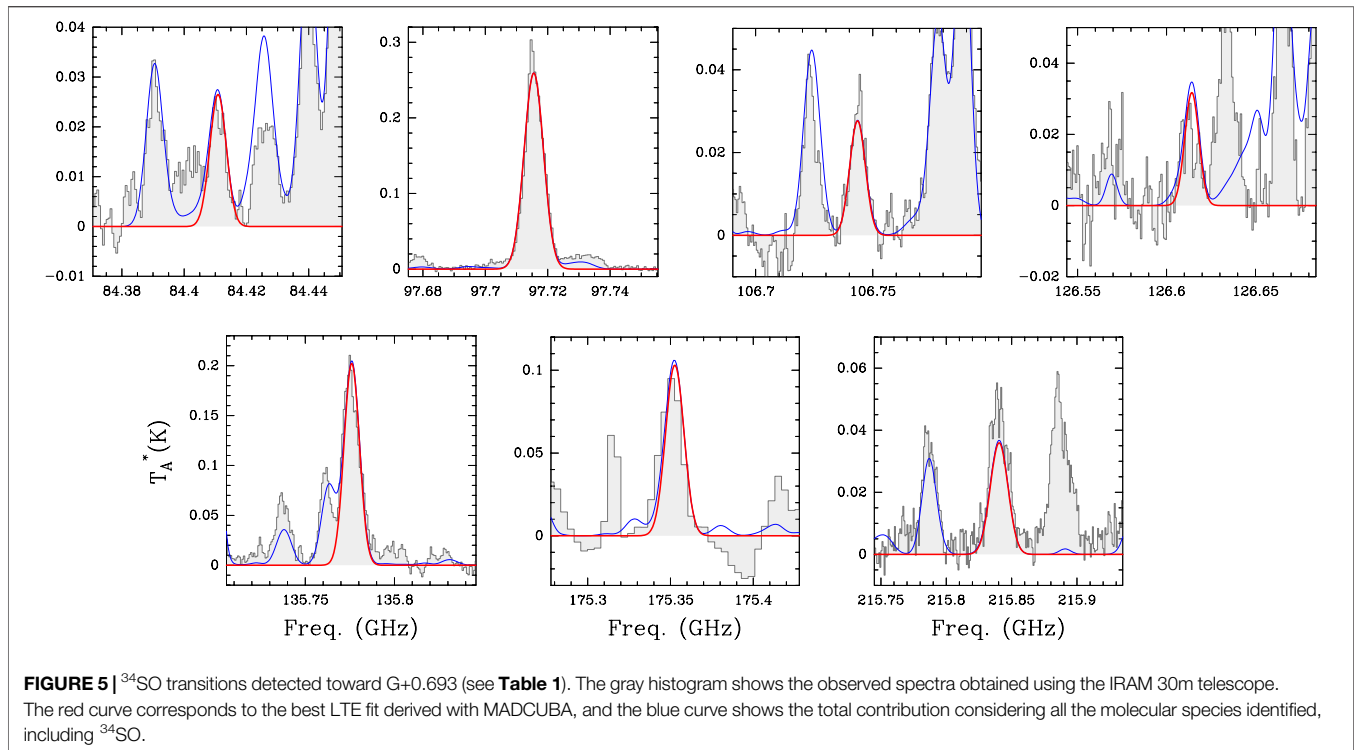 0.04
0.03
0.02
0.01
0
−0.01
84.38 84.4 84.42 84.44
0.3
0.2
0.1
0
97.68 97.7 97.72 97.74
0.04
0.02
0
106.7 106.75
0.04
0.02
0
−0.02
126.55 126.6 126.65
0.2
0.15
0.1
0.05
0
135.75 135.8
T_A^*(K)
Freq. (GHz)
0.1
0.05
0
175.3 175.35 175.4
Freq. (GHz)
0.06
0.04
0.02
0
215.75 215.8 215.85 215.9
Freq. (GHz)
FIGURE 5 | ³⁴SO transitions detected toward G+0.693 (see Table 1). The gray histogram shows the observed spectra obtained using the IRAM 30m telescope.
The red curve corresponds to the best LTE fit derived with MADCUBA, and the blue curve shows the total contribution considering all the molecular species identified,
including ³⁴SO.